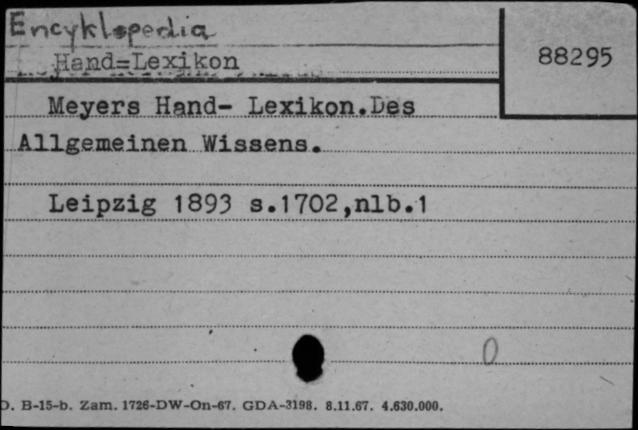 Encyklopedia
Hand=Lexikon
88295
Meyers Hand- Lexikon.Des
Allgemeinen Wissens.
Leipzig 1893 s.1702,nlb.1
0
D. B-15-b. Zam. 1726-DW-On-67. GDA-3198. 8.11.67. 4.630.000.